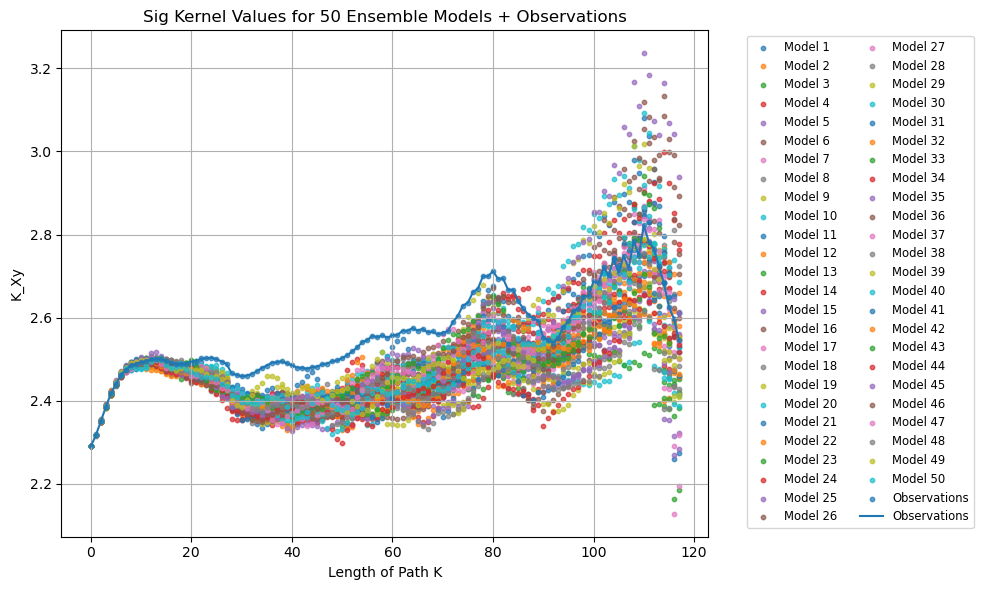 Sig Kernel Values for 50 Ensemble Models + Observations
K_Xy
3.2
3.0
2.8
2.6
2.4
2.2
0 20 40 60 80 100 120
Length of Path K
Model 1
Model 2
Model 3
Model 4
Model 5
Model 6
Model 7
Model 8
Model 9
Model 10
Model 11
Model 12
Model 13
Model 14
Model 15
Model 16
Model 17
Model 18
Model 19
Model 20
Model 21
Model 22
Model 23
Model 24
Model 25
Model 26
Model 27
Model 28
Model 29
Model 30
Model 31
Model 32
Model 33
Model 34
Model 35
Model 36
Model 37
Model 38
Model 39
Model 40
Model 41
Model 42
Model 43
Model 44
Model 45
Model 46
Model 47
Model 48
Model 49
Model 50
Observations
Observations